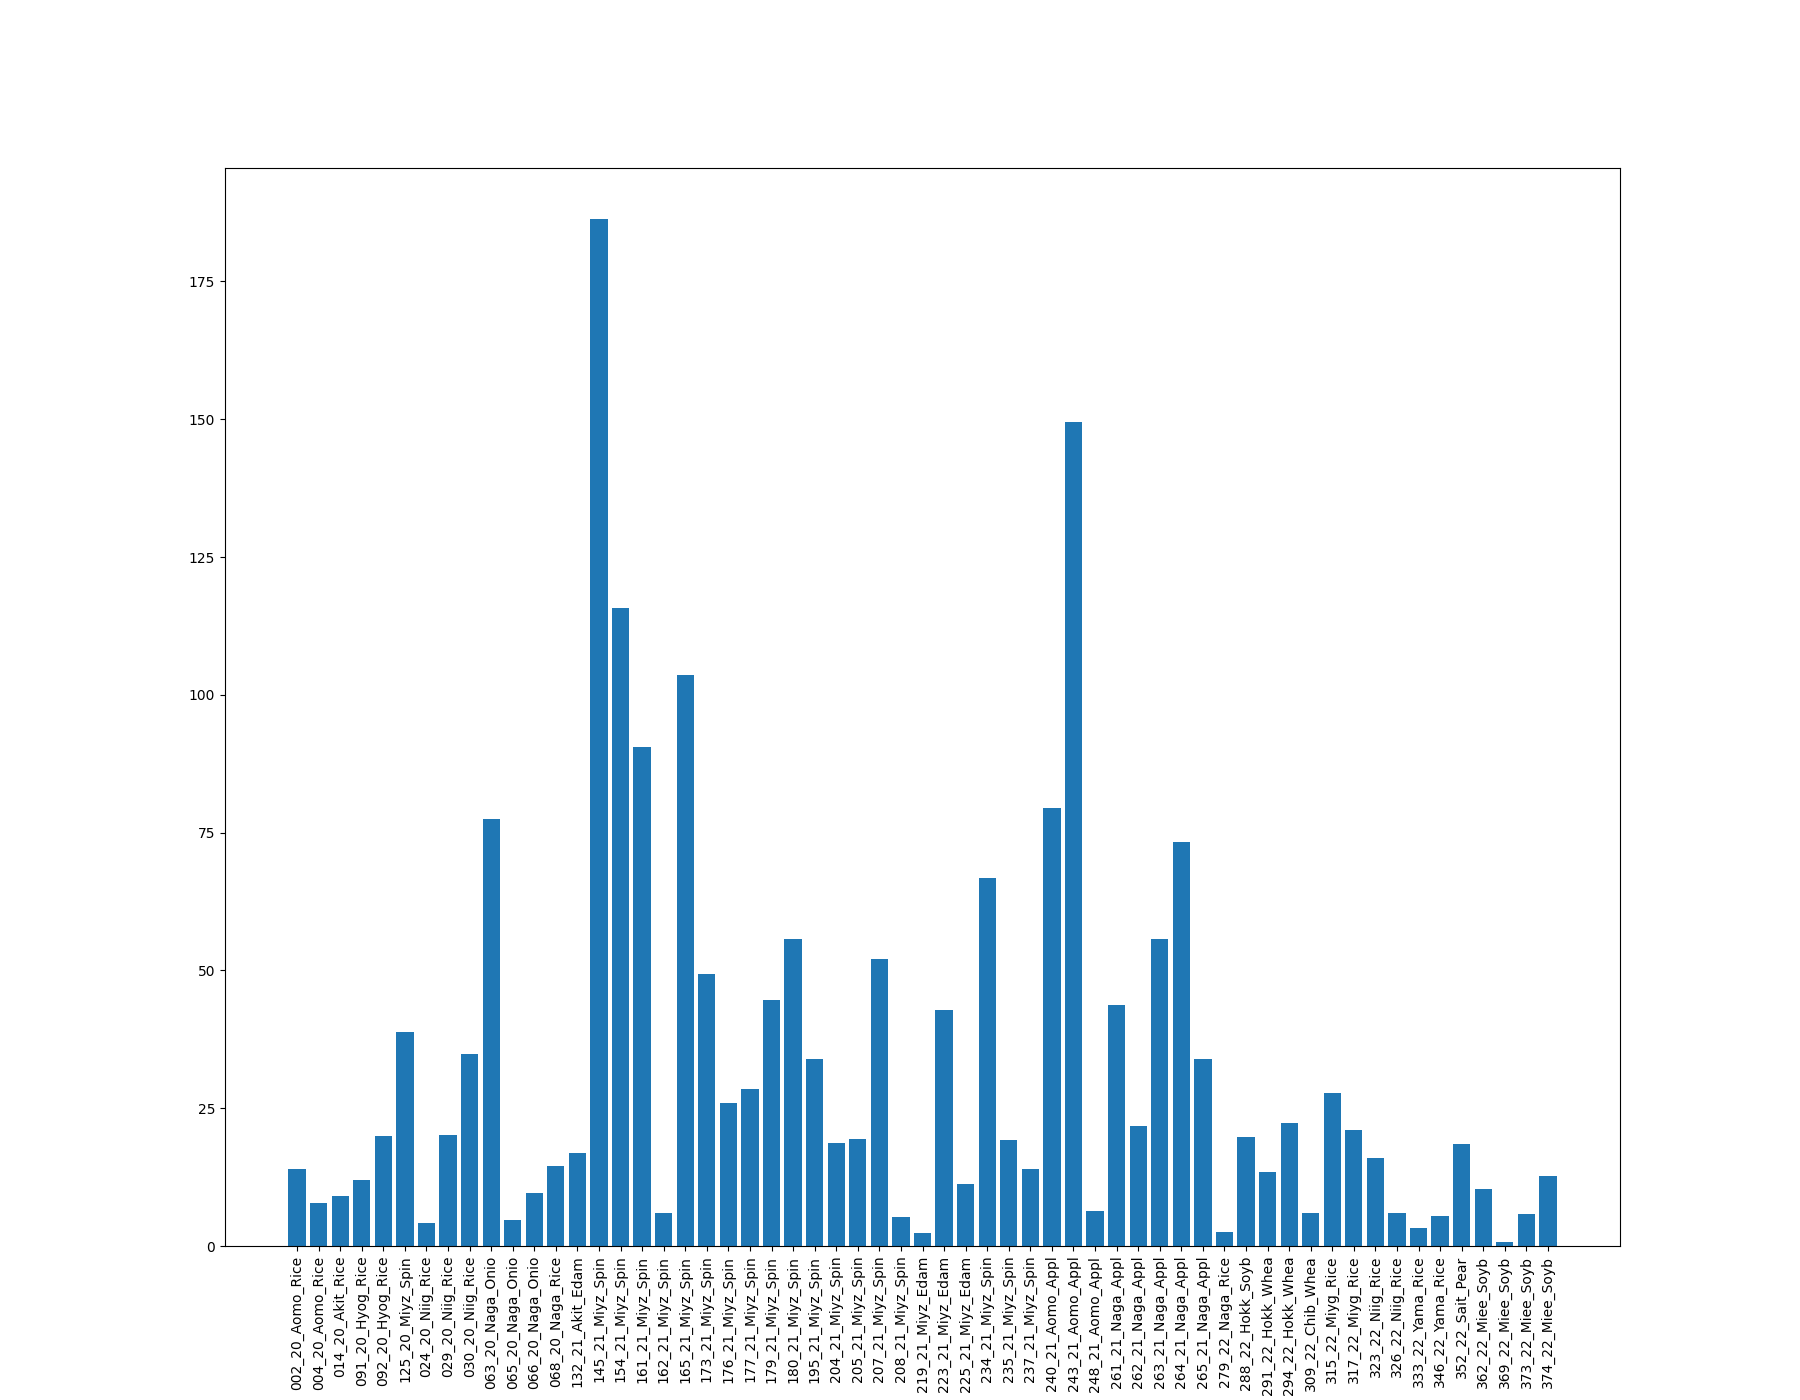 175
150
125
100
75
50
25
0
002_20_Aomo_Rice
004_20_Aomo_Rice
014_20_Akit_Rice
091_20_Hyog_Rice
092_20_Hyog_Rice
125_20_Miyz_Spin
024_20_Niig_Rice
029_20_Niig_Rice
030_20_Niig_Rice
063_20_Naga_Onio
065_20_Naga_Onio
066_20_Naga_Onio
068_20_Naga_Rice
132_21_Akit_Edam
145_21_Miyz_Spin
154_21_Miyz_Spin
161_21_Miyz_Spin
162_21_Miyz_Spin
165_21_Miyz_Spin
173_21_Miyz_Spin
176_21_Miyz_Spin
177_21_Miyz_Spin
179_21_Miyz_Spin
180_21_Miyz_Spin
195_21_Miyz_Spin
204_21_Miyz_Spin
205_21_Miyz_Spin
207_21_Miyz_Spin
208_21_Miyz_Spin
219_21_Miyz_Edam
223_21_Miyz_Edam
225_21_Miyz_Edam
234_21_Miyz_Spin
235_21_Miyz_Spin
237_21_Miyz_Spin
240_21_Aomo_Appl
243_21_Aomo_Appl
248_21_Aomo_Appl
261_21_Naga_Appl
262_21_Naga_Appl
263_21_Naga_Appl
264_21_Naga_Appl
265_21_Naga_Appl
279_22_Naga_Rice
288_22_Hokk_Soyb
291_22_Hokk_Whea
294_22_Hokk_Whea
309_22_Chib_Whea
315_22_Miyg_Rice
317_22_Miyg_Rice
323_22_Niig_Rice
326_22_Niig_Rice
333_22_Yama_Rice
346_22_Yama_Rice
352_22_Sait_Pear
362_22_Miee_Soyb
369_22_Miee_Soyb
373_22_Miee_Soyb
374_22_Miee_Soyb